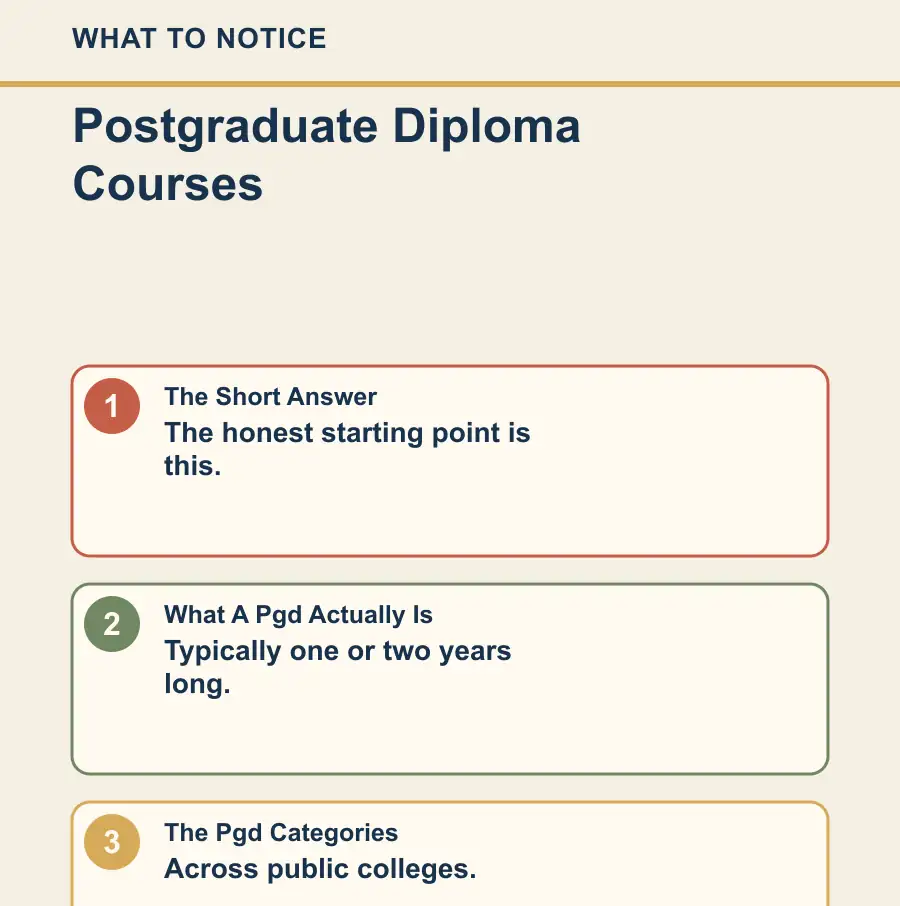 WHAT TO NOTICE
Postgraduate Diploma
Courses
1
The Short Answer
The honest starting point is
this.
2
What A Pgd Actually Is
Typically one or two years
long.
3
The Pgd Categories
Across public colleges.